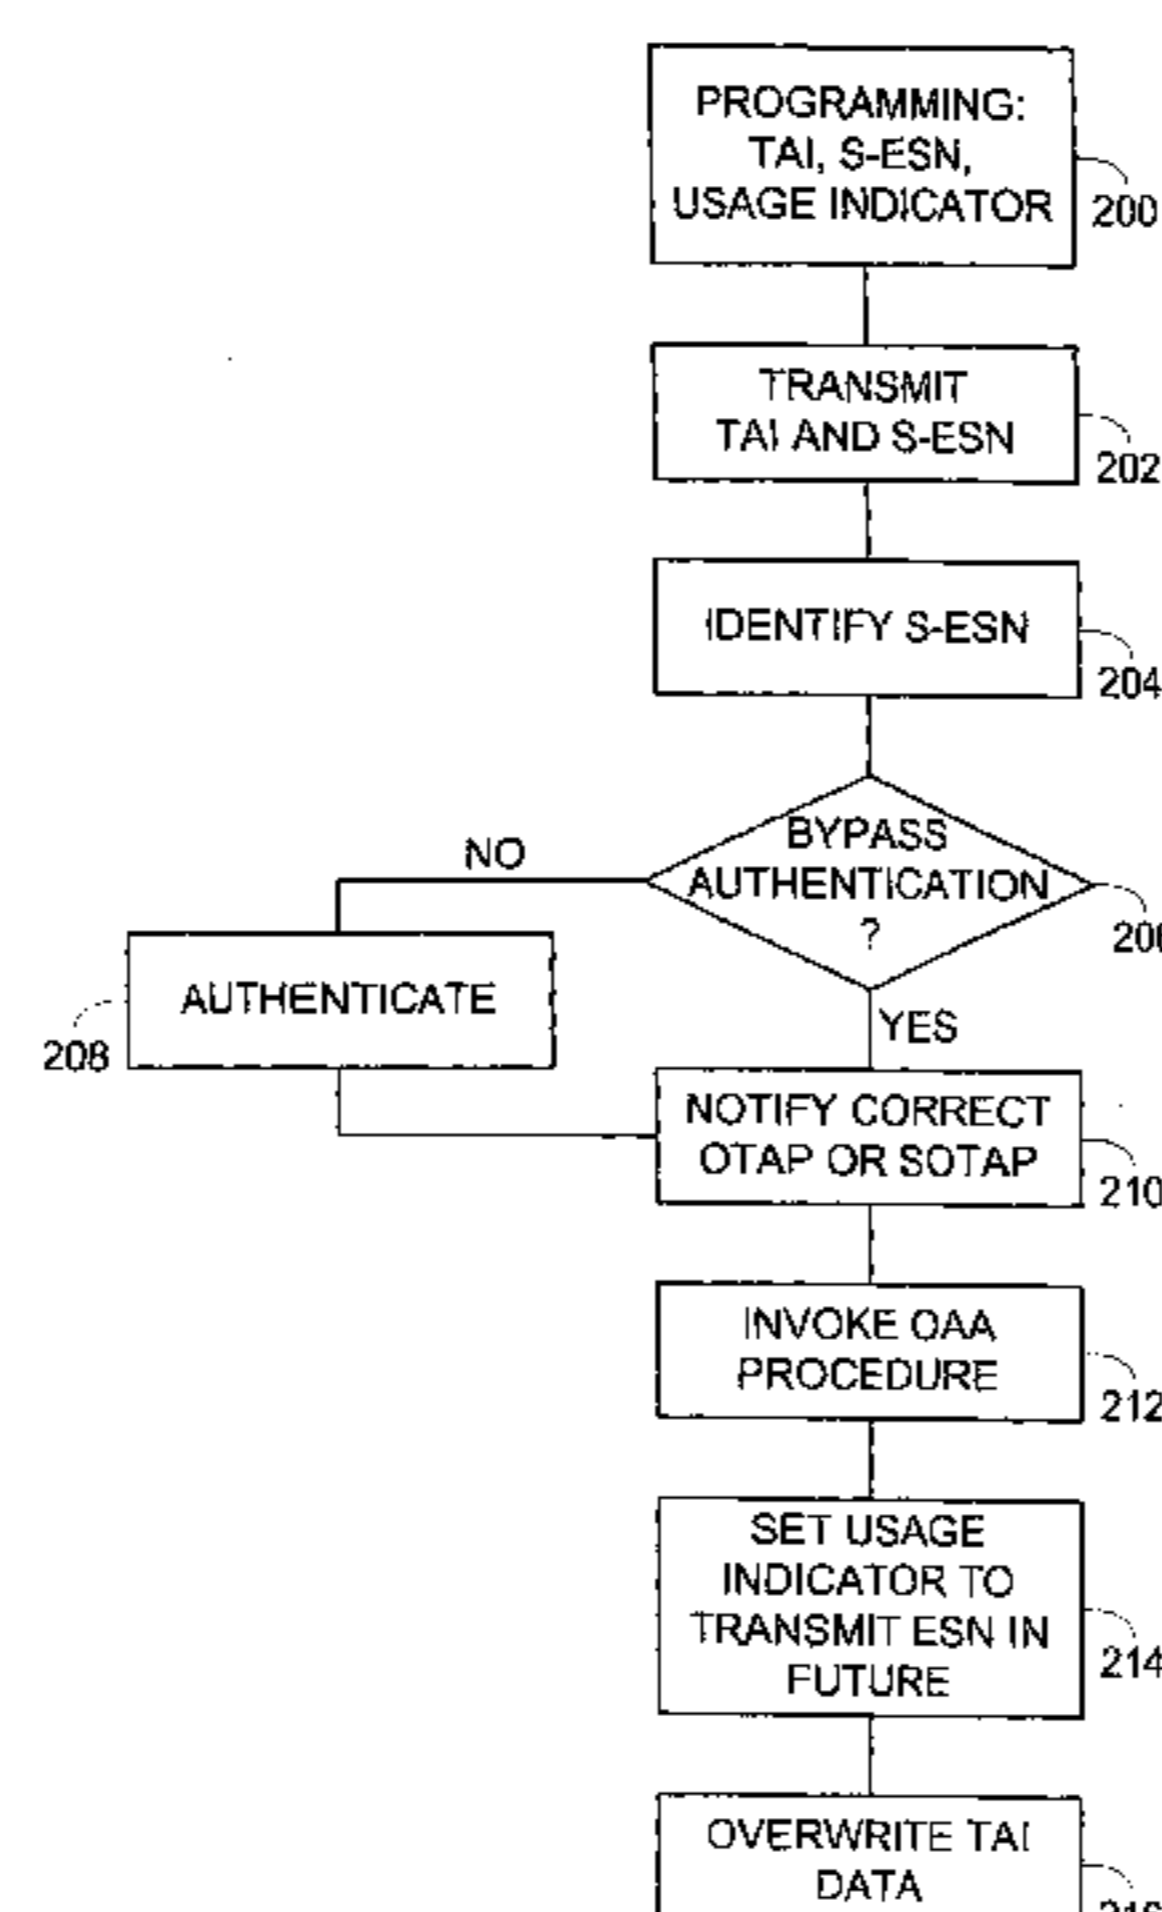 PROGRAMMING:
TAI, S-ESN,
USAGE INDICATOR
200
TRANSMIT
TAI AND S-ESN
202
IDENTIFY S-ESN
204
BYPASS
AUTHENTICATION
?
NO
AUTHENTICATE
208
YES
NOTIFY CORRECT
OTAP OR SOTAP
210
INVOKE OAA
PROCEDURE
212
SET USAGE
INDICATOR TO
TRANSMIT ESN IN
FUTURE
214
OVERWRITE TAI
DATA